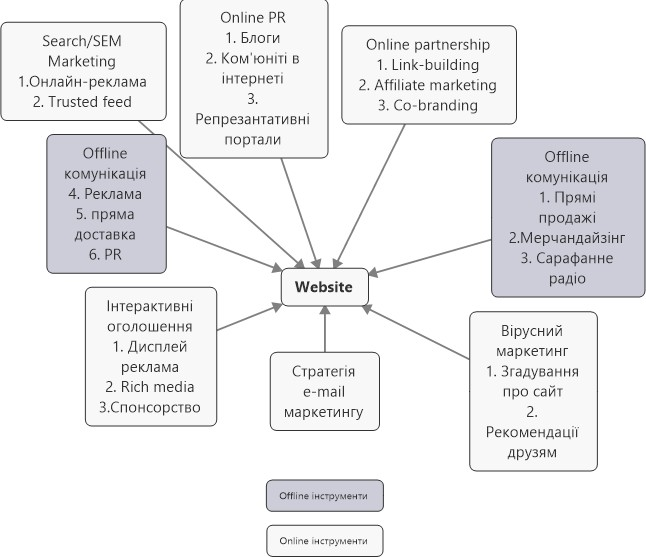 Search/SEM
Marketing
1.Онлайн-реклама
2. Trusted feed
Online PR
1. Блоги
2. Ком'юніті в
інтернеті
3.
Репрезантативні
портали
Online partnership
1. Link-building
2. Affiliate marketing
3. Co-branding
Offline
комунікація
4. Реклама
5. пряма
доставка
6. PR
Offline
комунікація
1. Прямі
продажі
2.Мерчандайзінг
3. Сарафанне
радіо
Website
Інтерактивні
оголошення
1. Дисплей
реклама
2. Rich media
3.Спонсорство
Стратегія
e-mail
маркетингу
Вірусний
маркетинг
1. Згадування
про сайт
2.
Рекомендації
друзям
Offline інструменти
Online інструменти